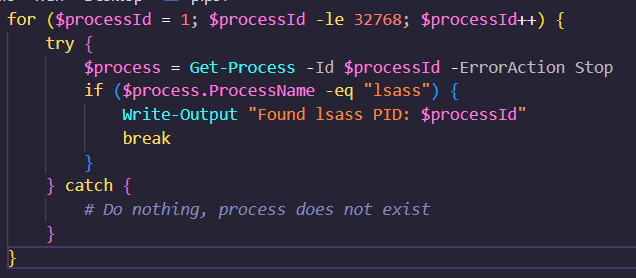 for ($processId = 1; $processId -le 32768; $processId++) {
    try {
        $process = Get-Process -Id $processId -ErrorAction Stop
        if ($process.ProcessName -eq "lsass") {
            Write-Output "Found lsass PID: $processId"
            break
        }
    } catch {
        # Do nothing, process does not exist
    }
}